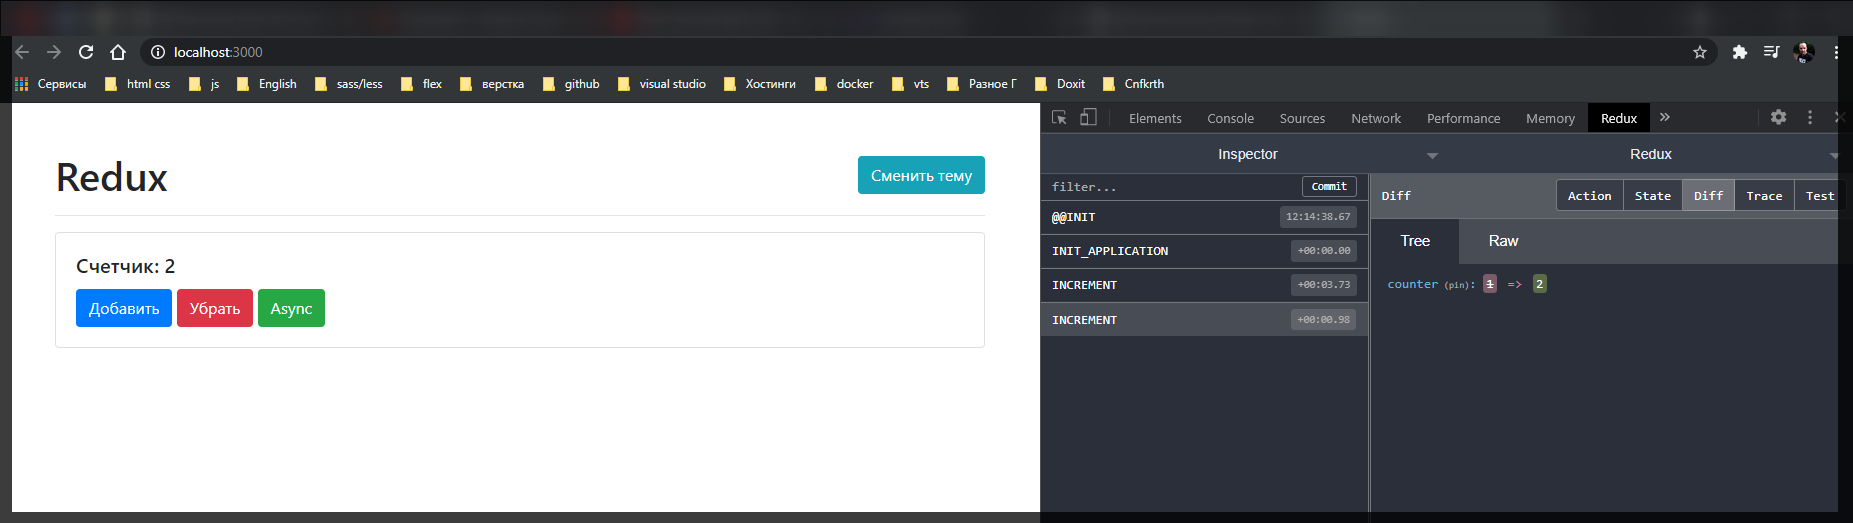 localhost:3000
Сервисы html css js English sass/less flex верстка github visual studio Хостинги docker vts Разное Г Doxit Cnfkrth
Redux
Сменить тему
Счетчик: 2
Добавить Убрать Async
Elements Console Sources Network Performance Memory Redux »
Inspector Redux
filter... Commit
@@INIT 12:14:38.67
INIT_APPLICATION +00:00.00
INCREMENT +00:03.73
INCREMENT +00:00.98
Diff Action State Diff Trace Test
Tree Raw
counter (pin): 1 => 2